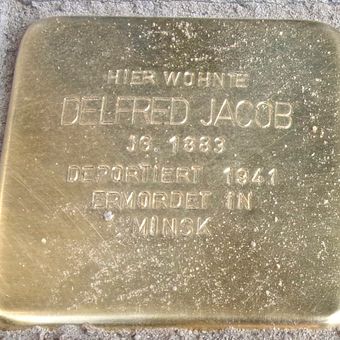 HIER WOHNTE
DELFRED JACOB
JG. 1883
DEPORTIERT 1941
ERMORDET IN
MINSK